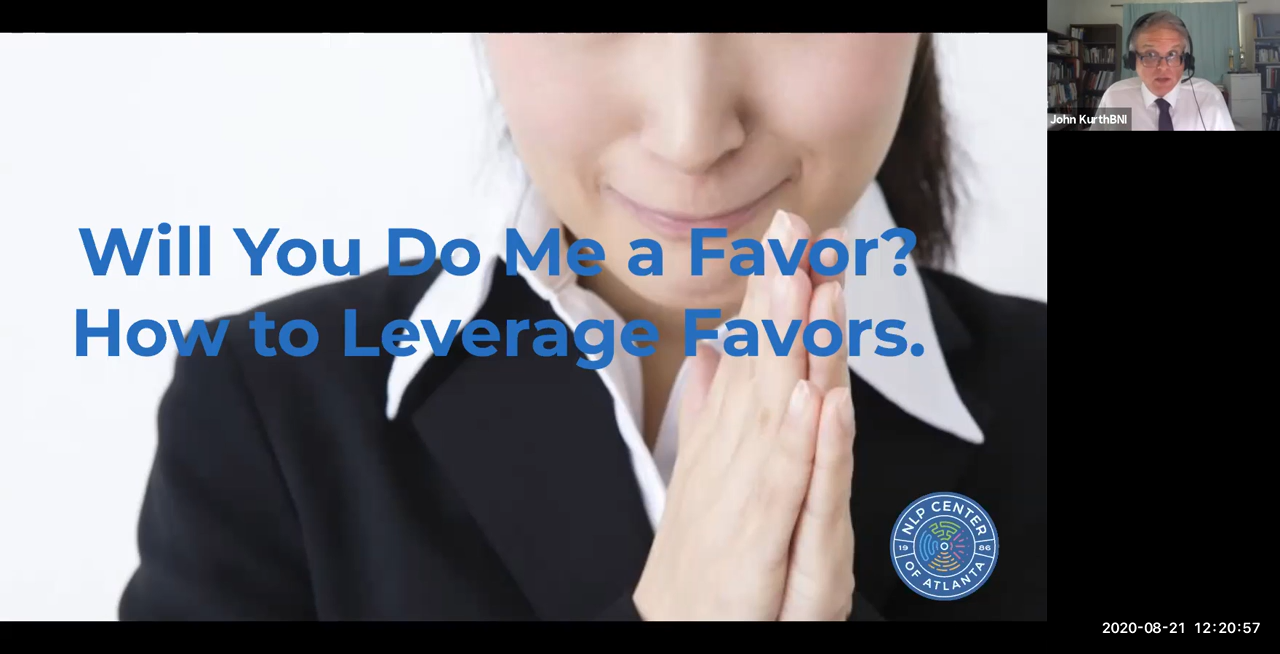 Will You Do Me a Favor?
How to Leverage Favors.
John KurthBNI
NLP CENTER
19 86
OF ATLANTA
2020-08-21 12:20:57